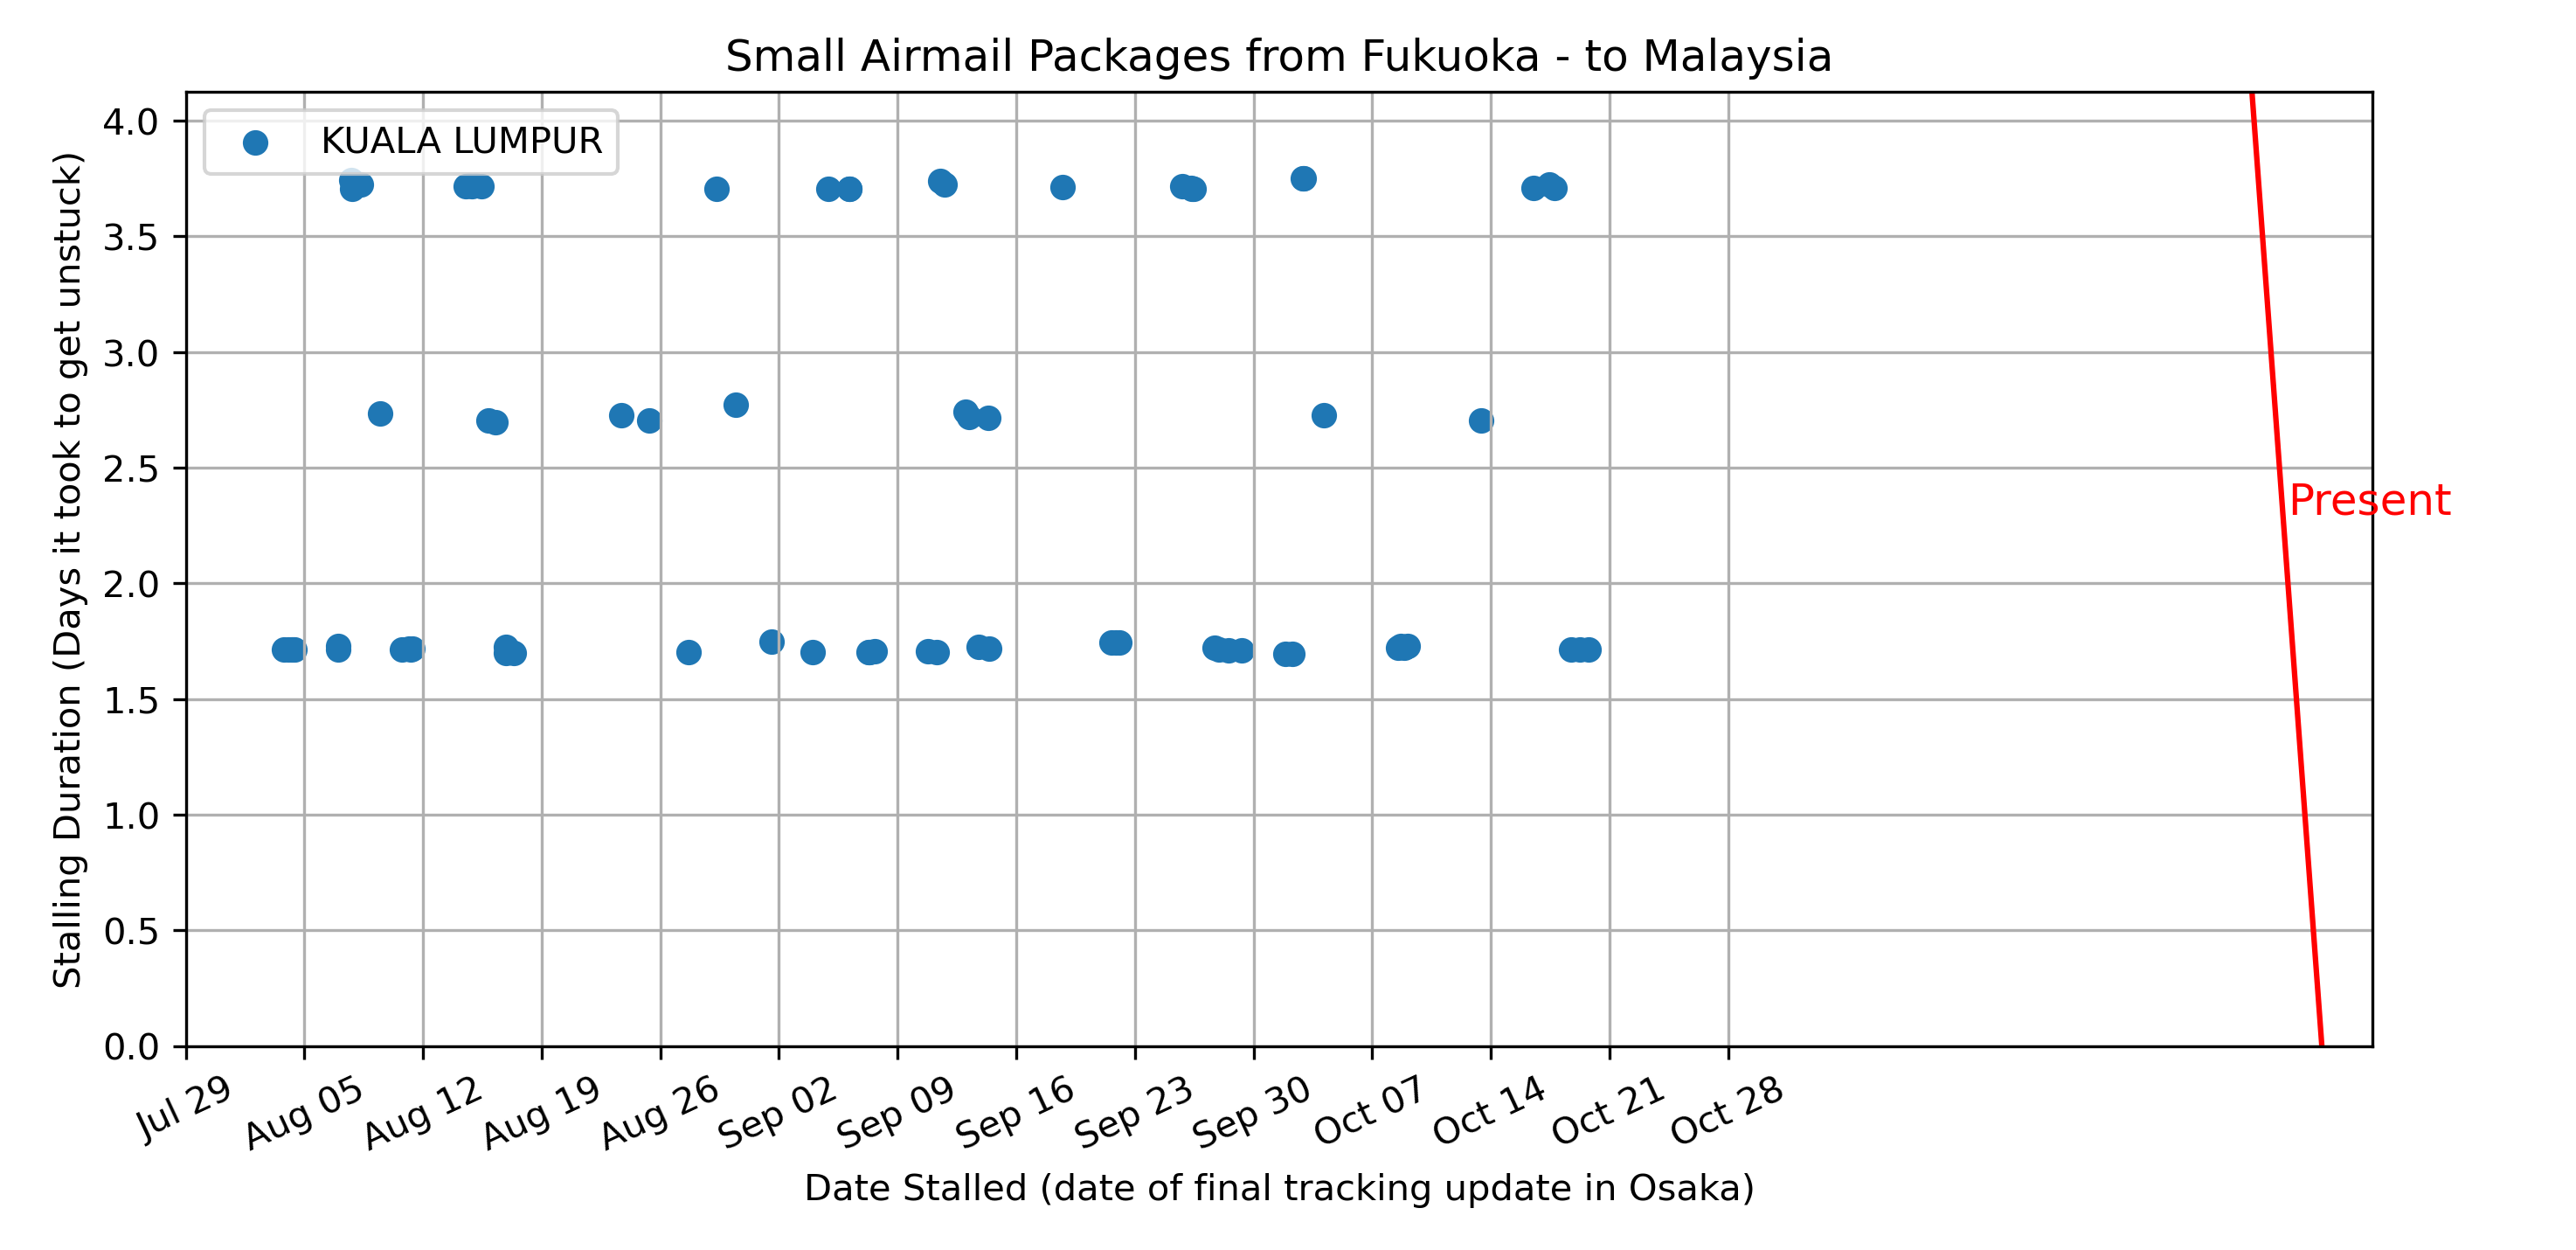 Small Airmail Packages from Fukuoka - to Malaysia
KUALA LUMPUR
Stalling Duration (Days it took to get unstuck)
4.0
3.5
3.0
2.5
2.0
1.5
1.0
0.5
0.0
Present
Jul 29
Aug 05
Aug 12
Aug 19
Aug 26
Sep 02
Sep 09
Sep 16
Sep 23
Sep 30
Oct 07
Oct 14
Oct 21
Oct 28
Date Stalled (date of final tracking update in Osaka)